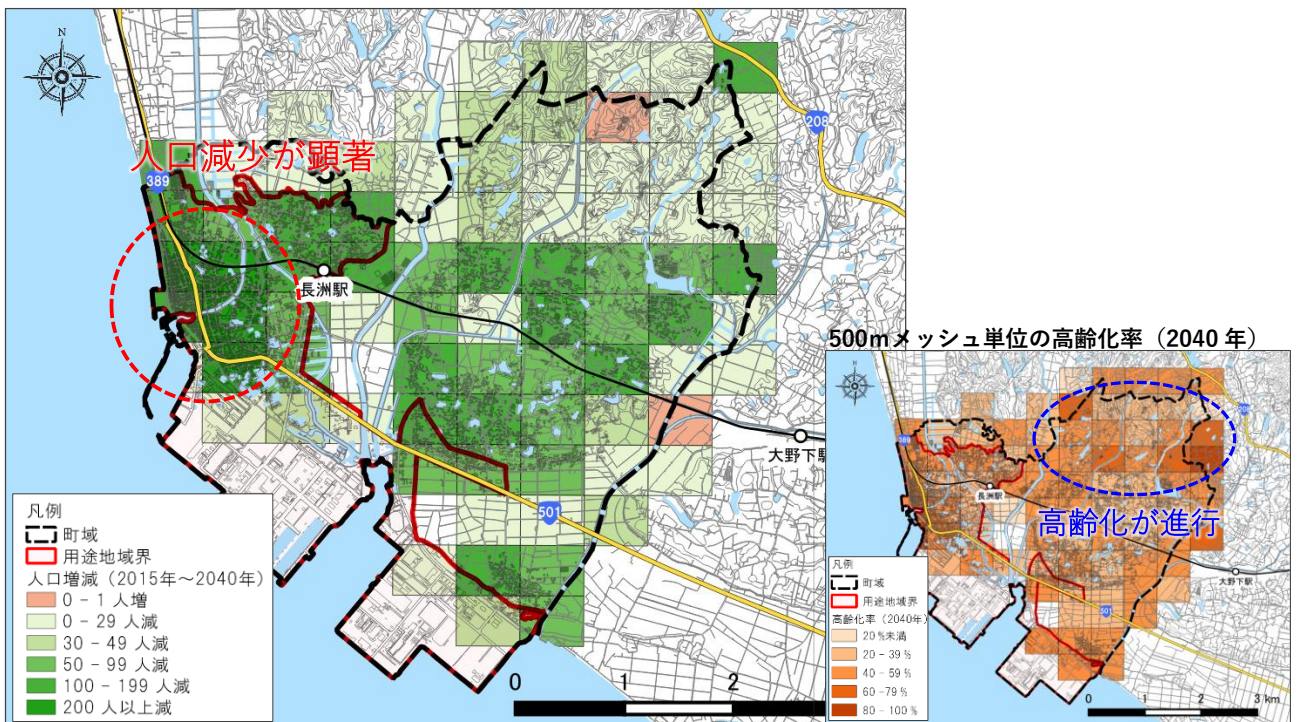 N
人口減少が顕著
389
208
長洲駅
大野下駅
501
凡例
町域
用途地域界
人口増減（2015年～2040年）
0 - 1 人増
0 - 29 人減
30 - 49 人減
50 - 99 人減
100 - 199 人減
200 人以上減
0 1 2
500mメッシュ単位の高齢化率（2040 年）
N
389
長洲駅
高齢化が進行
大野下駅
501
凡例
町域
用途地域界
高齢化率（2040年）
20 %未満
20 - 39 %
40 - 59 %
60 -79 %
80 - 100 %
0 1 2 3 km